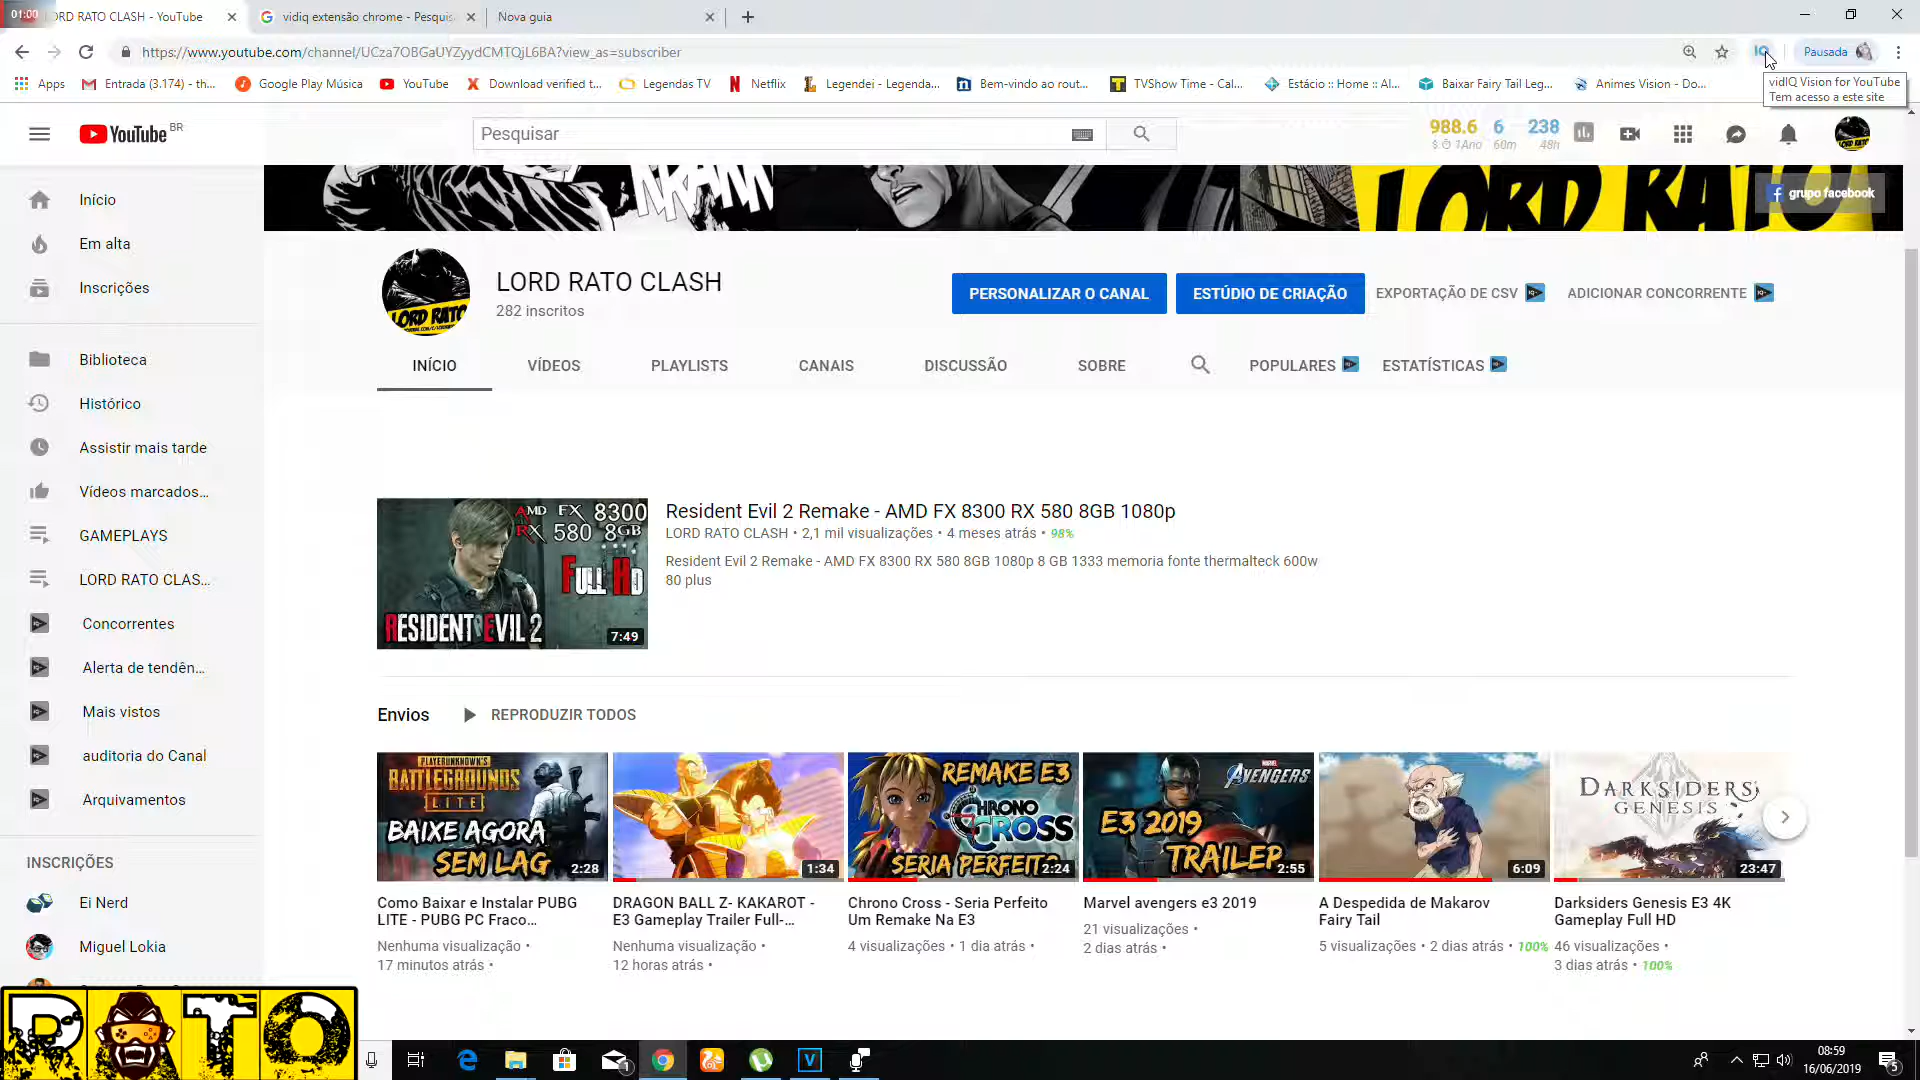 01:00
ORD RATO CLASH - YouTube
vidiq extensão chrome - Pesquis
Nova guia
https://www.youtube.com/channel/UCza7OBGaUYZyydCMTQjL6BA?view_as=subscriber
IQ
Pausada
Apps
Entrada (3.174) - th...
Google Play Música
YouTube
Download verified t...
Legendas TV
Netflix
Legendei - Legenda...
Bem-vindo ao rout...
TVShow Time - Cal...
Estácio :: Home :: Al...
Baixar Fairy Tail Leg...
Animes Vision - Do...
vidIQ Vision for YouTube
Tem acesso a este site
YouTube BR
Pesquisar
988.6 6 238
1Ano 60m 48h
LORD RATO
grupo facebook
Início
Em alta
Inscrições
Biblioteca
Histórico
Assistir mais tarde
Vídeos marcados...
GAMEPLAYS
LORD RATO CLAS...
Concorrentes
Alerta de tendên...
Mais vistos
auditoria do Canal
Arquivamentos
INSCRIÇÕES
Ei Nerd
Miguel Lokia
LORD RATO
LORD RATO CLASH
282 inscritos
PERSONALIZAR O CANAL
ESTÚDIO DE CRIAÇÃO
EXPORTAÇÃO DE CSV
ADICIONAR CONCORRENTE
INÍCIO
VÍDEOS
PLAYLISTS
CANAIS
DISCUSSÃO
SOBRE
POPULARES
ESTATÍSTICAS
AMD FX 8300
RX 580 8GB
FULL HD
RESIDENT EVIL 2
7:49
Resident Evil 2 Remake - AMD FX 8300 RX 580 8GB 1080p
LORD RATO CLASH • 2,1 mil visualizações • 4 meses atrás • 98%
Resident Evil 2 Remake - AMD FX 8300 RX 580 8GB 1080p 8 GB 1333 memoria fonte thermalteck 600w
80 plus
Envios
REPRODUZIR TODOS
PLAYERUNKNOWN'S
BATTLEGROUNDS
LITE
BAIXE AGORA
SEM LAG
2:28
Como Baixar e Instalar PUBG
LITE - PUBG PC Fraco...
Nenhuma visualização •
17 minutos atrás •
1:34
DRAGON BALL Z- KAKAROT -
E3 Gameplay Trailer Full-...
Nenhuma visualização •
12 horas atrás •
REMAKE E3
CHRONO
CROSS
SERIA PERFEITO
2:24
Chrono Cross - Seria Perfeito
Um Remake Na E3
4 visualizações • 1 dia atrás •
MARVEL
AVENGERS
E3 2019
TRAILER
2:55
Marvel avengers e3 2019
21 visualizações •
2 dias atrás •
6:09
A Despedida de Makarov
Fairy Tail
5 visualizações • 2 dias atrás • 100%
DARKSIDERS
GENESIS
23:47
Darksiders Genesis E3 4K
Gameplay Full HD
46 visualizações •
3 dias atrás • 100%
RATO
1
V
08:59
16/06/2019
5